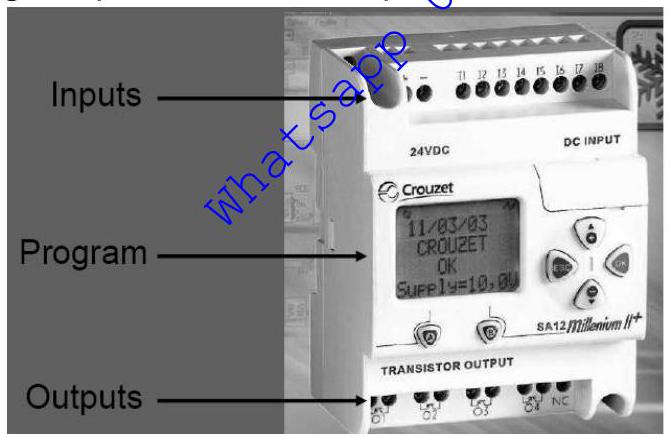 Whatsapp
+ - I1 I2 I3 I4 I5 I6 I7 I8
Inputs
24VDC DC INPUT
Crouzet
11/03/03
CROUZET
OK
Supply=10,0V
Program
ESC OK
A B
SA12 Millenium II+
TRANSISTOR OUTPUT
Outputs
O1 O2 O3 O4 NC